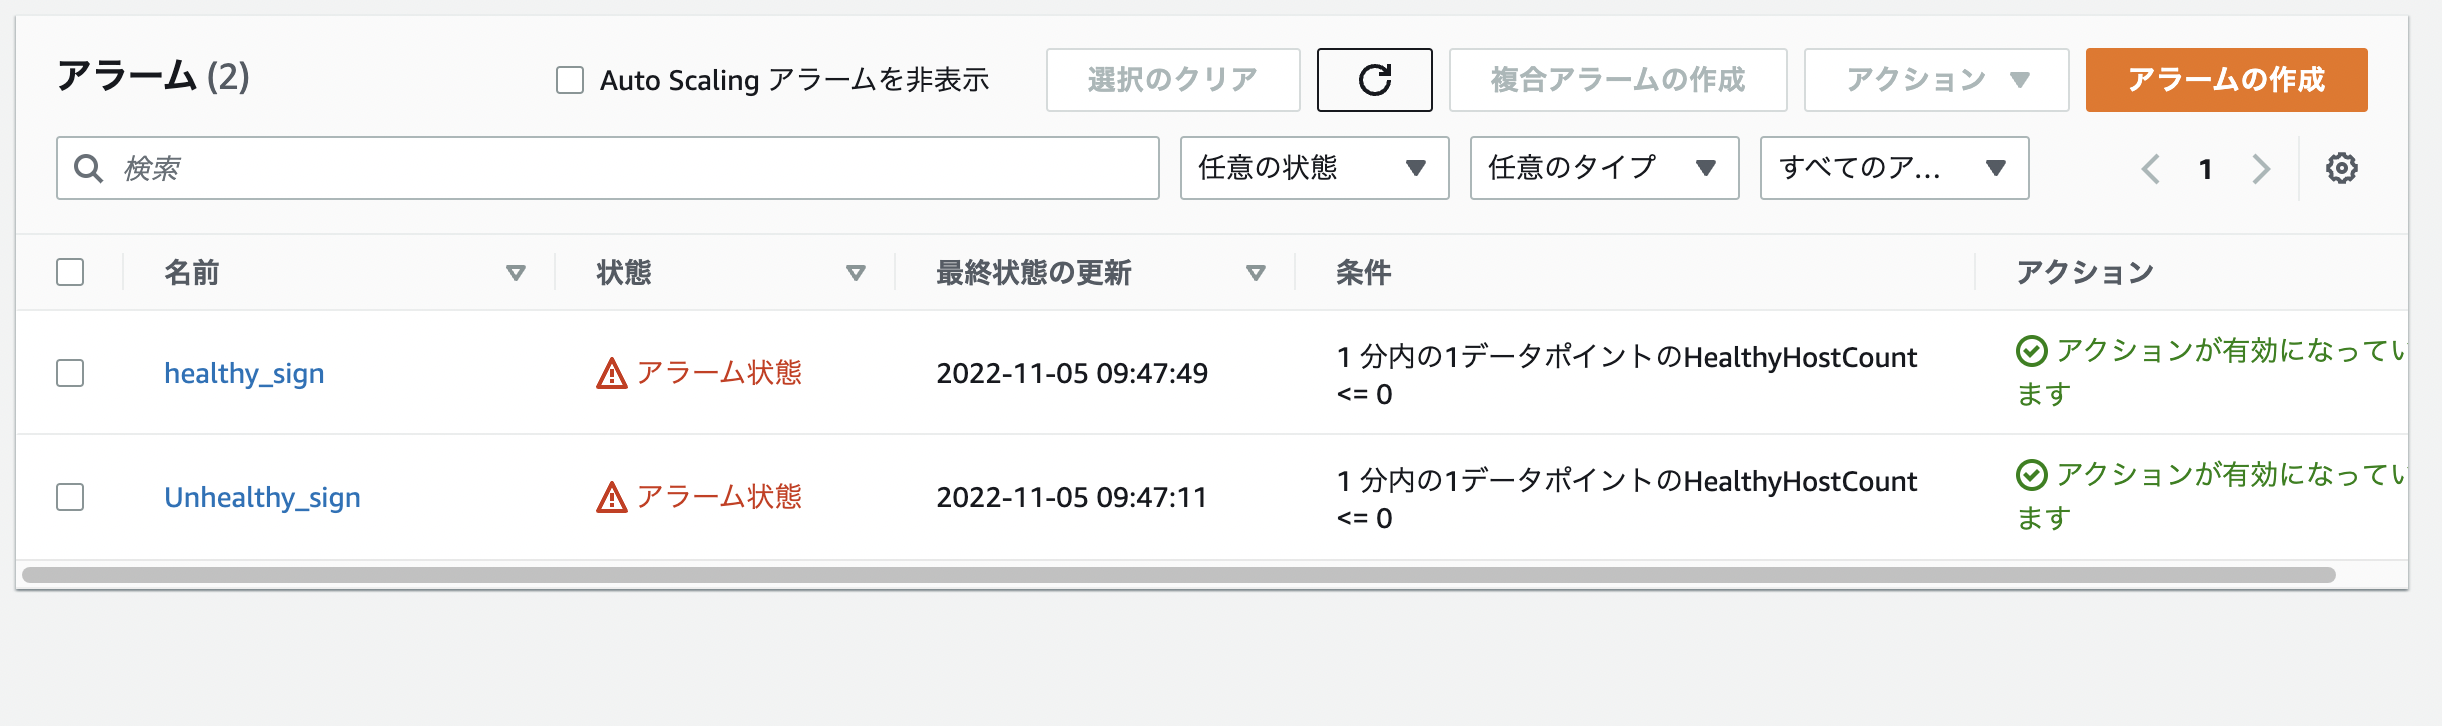 アラーム (2)
Auto Scaling アラームを非表示
選択のクリア
複合アラームの作成
アクション
アラームの作成
検索
任意の状態
任意のタイプ
すべてのア...
1
名前
状態
最終状態の更新
条件
アクション
healthy_sign
アラーム状態
2022-11-05 09:47:49
1 分内の1データポイントのHealthyHostCount
<= 0
アクションが有効になってい
ます
Unhealthy_sign
アラーム状態
2022-11-05 09:47:11
1 分内の1データポイントのHealthyHostCount
<= 0
アクションが有効になってい
ます